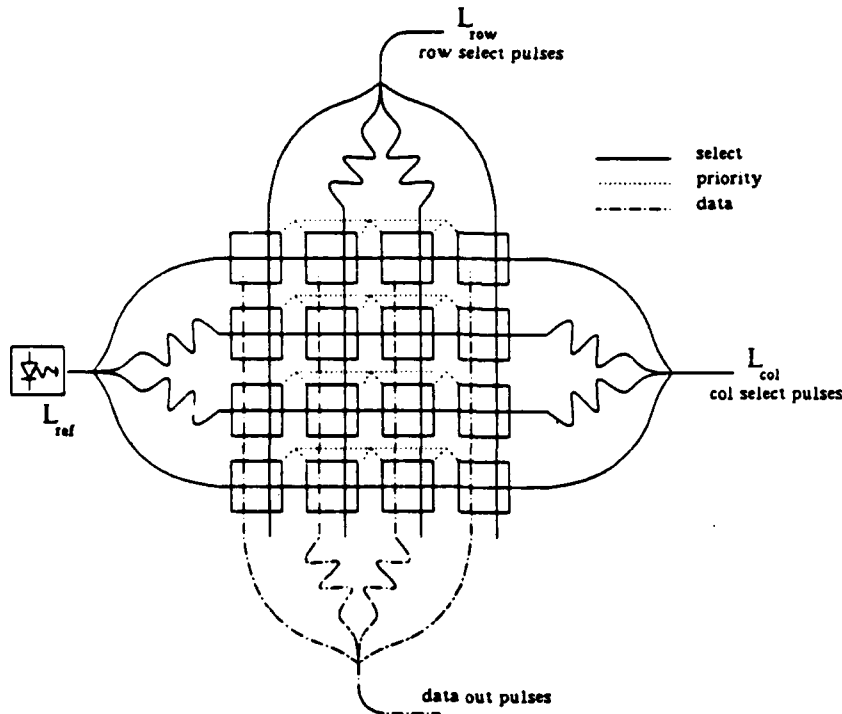 L_row
row select pulses
select
priority
data
L_ref
L_col
col select pulses
data out pulses